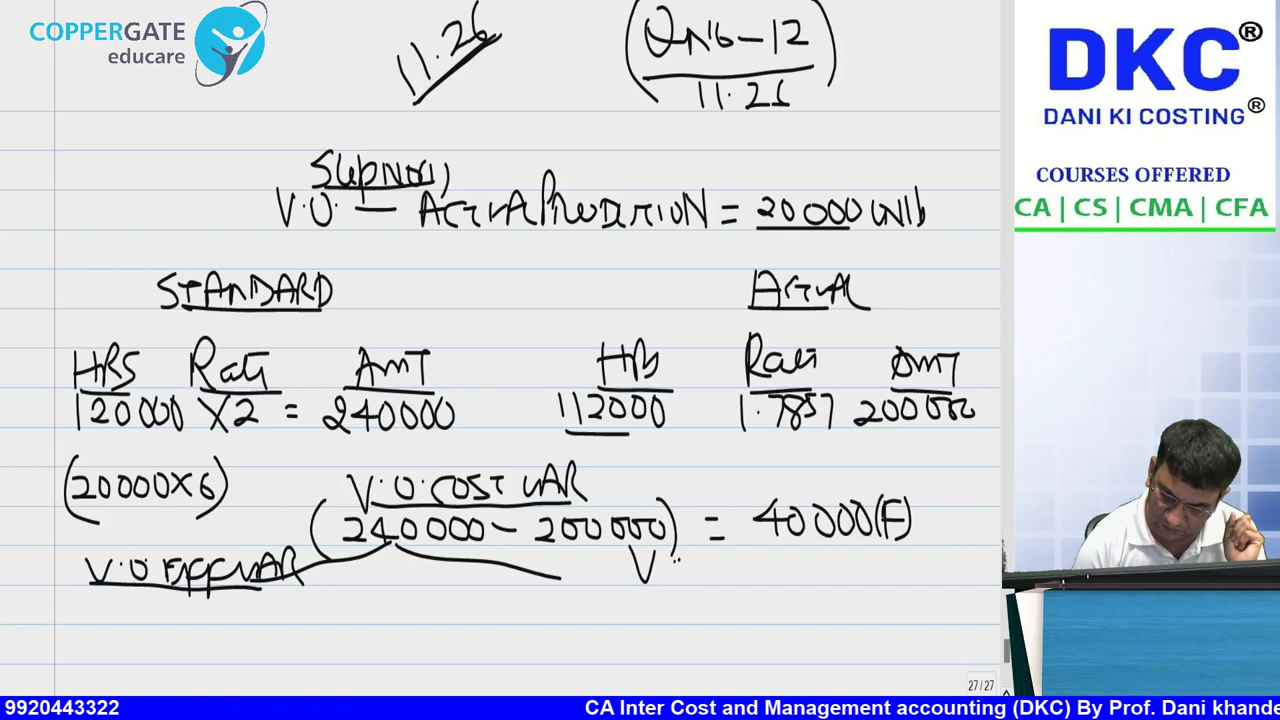 COPPERGATE
educare
11.26
QN16-12
11.26
V.O. — ACTUAL PRODUCTION = 20000 UNITS
STANDARD
ACTUAL
HRS RATE AMT
120000 X2 = 240000
(20000X6)
HRS RATE AMT
112000 1.7857 200000
V.O. COST VAR
(240000 - 200000) = 40000(F)
V.O EFF VAR
V
DKC®
DANI KI COSTING®
COURSES OFFERED
CA | CS | CMA | CFA
27/27
9920443322
CA Inter Cost and Management accounting (DKC) By Prof. Dani khande